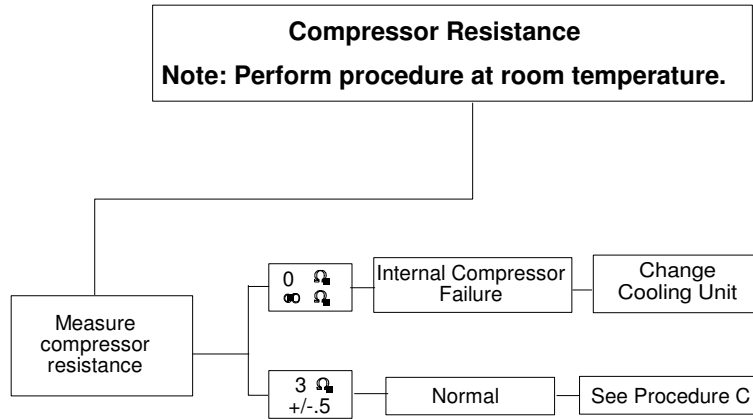 Compressor Resistance
Note: Perform procedure at room temperature.
0 Ω
∞ Ω
Internal Compressor
Failure
Change
Cooling Unit
Measure
compressor
resistance
3 Ω
+/-.5
Normal
See Procedure C